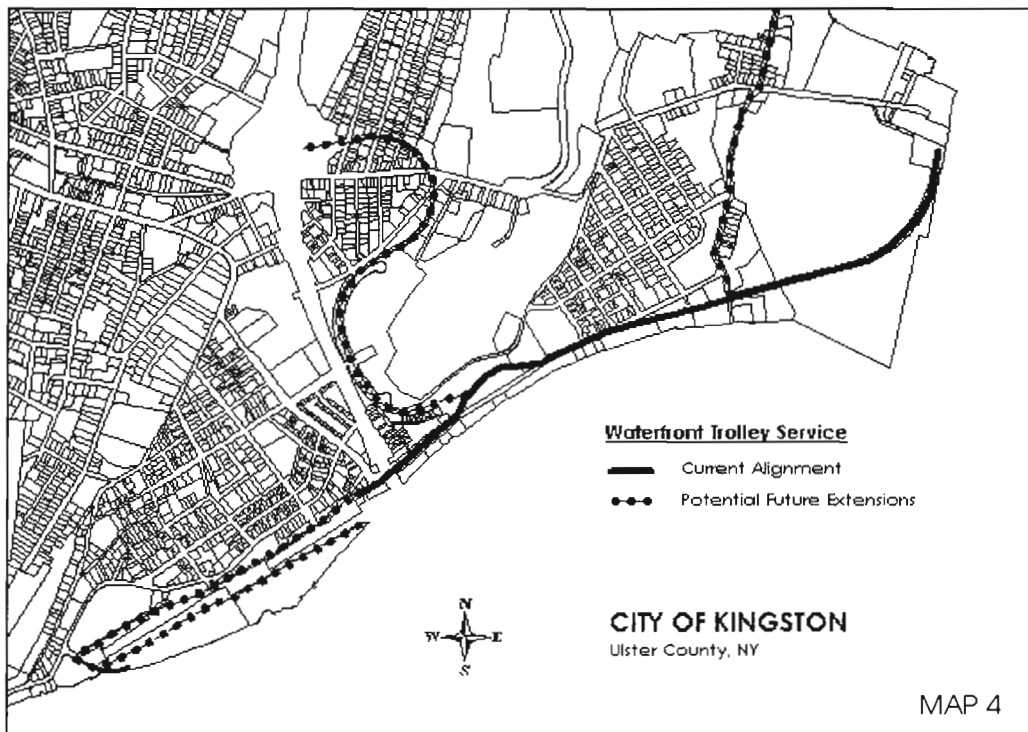 Waterfront Trolley Service
Current Alignment
Potential Future Extensions
N
W E
S
CITY OF KINGSTON
Ulster County, NY
MAP 4